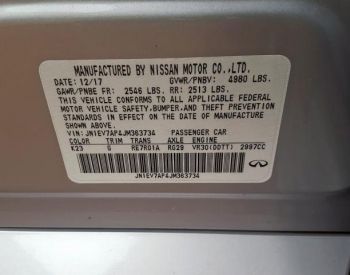 MANUFACTURED BY NISSAN MOTOR CO.,LTD.
DATE: 12/17 GVWR/PNBV: 4980 LBS.
GAWR/PNBE FR: 2546 LBS. RR: 2513 LBS.
THIS VEHICLE CONFORMS TO ALL APPLICABLE FEDERAL
MOTOR VEHICLE SAFETY, BUMPER, AND THEFT PREVENTION
STANDARDS IN EFFECT ON THE DATE OF MANUFACTURE
SHOWN ABOVE.
VIN: JN1EV7AP4JM363734 PASSENGER CAR
COLOR TRIM TRANS AXLE ENGINE
K23 G RE7R01A RG29 VR30(DDTT) 2997CC
JN1EV7AP4JM363734
INFINITI